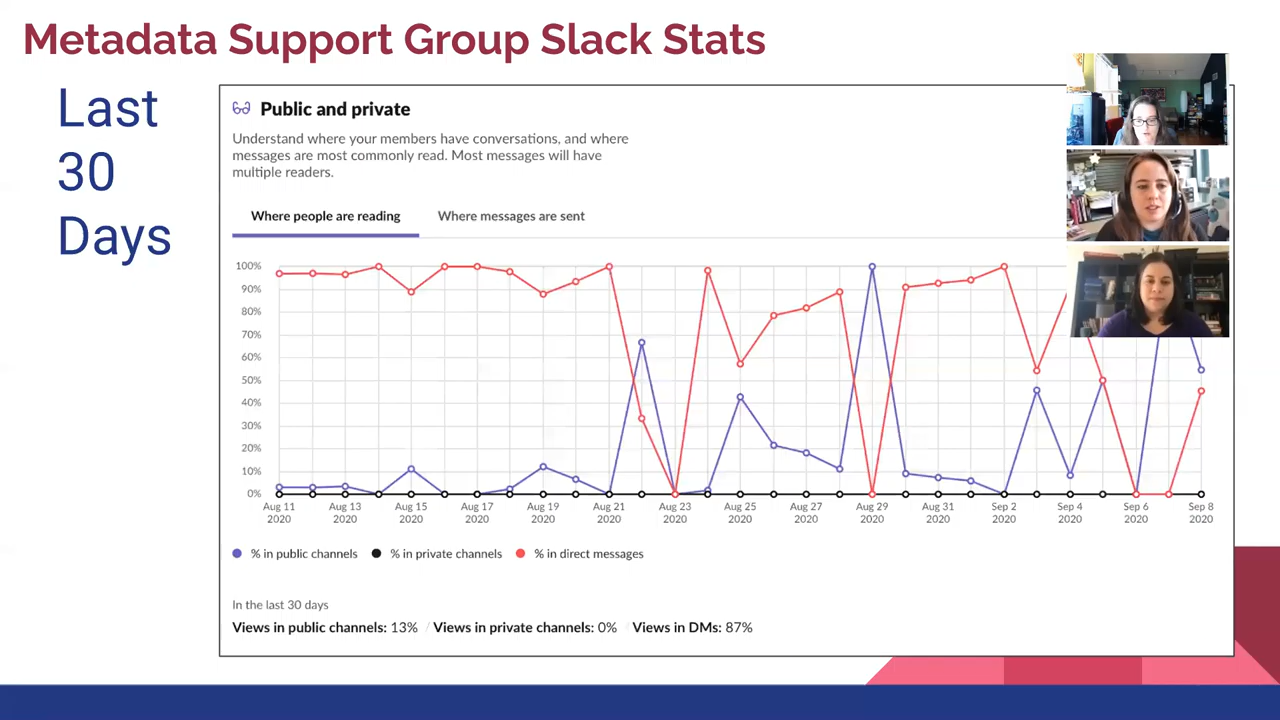 Metadata Support Group Slack Stats
Last
30
Days
Public and private
Understand where your members have conversations, and where
messages are most commonly read. Most messages will have
multiple readers.
Where people are reading
Where messages are sent
100%
90%
80%
70%
60%
50%
40%
30%
20%
10%
0%
Aug 11
2020
Aug 13
2020
Aug 15
2020
Aug 17
2020
Aug 19
2020
Aug 21
2020
Aug 23
2020
Aug 25
2020
Aug 27
2020
Aug 29
2020
Aug 31
2020
Sep 2
2020
Sep 4
2020
Sep 6
2020
Sep 8
2020
% in public channels
% in private channels
% in direct messages
In the last 30 days
Views in public channels: 13% / Views in private channels: 0% / Views in DMs: 87%